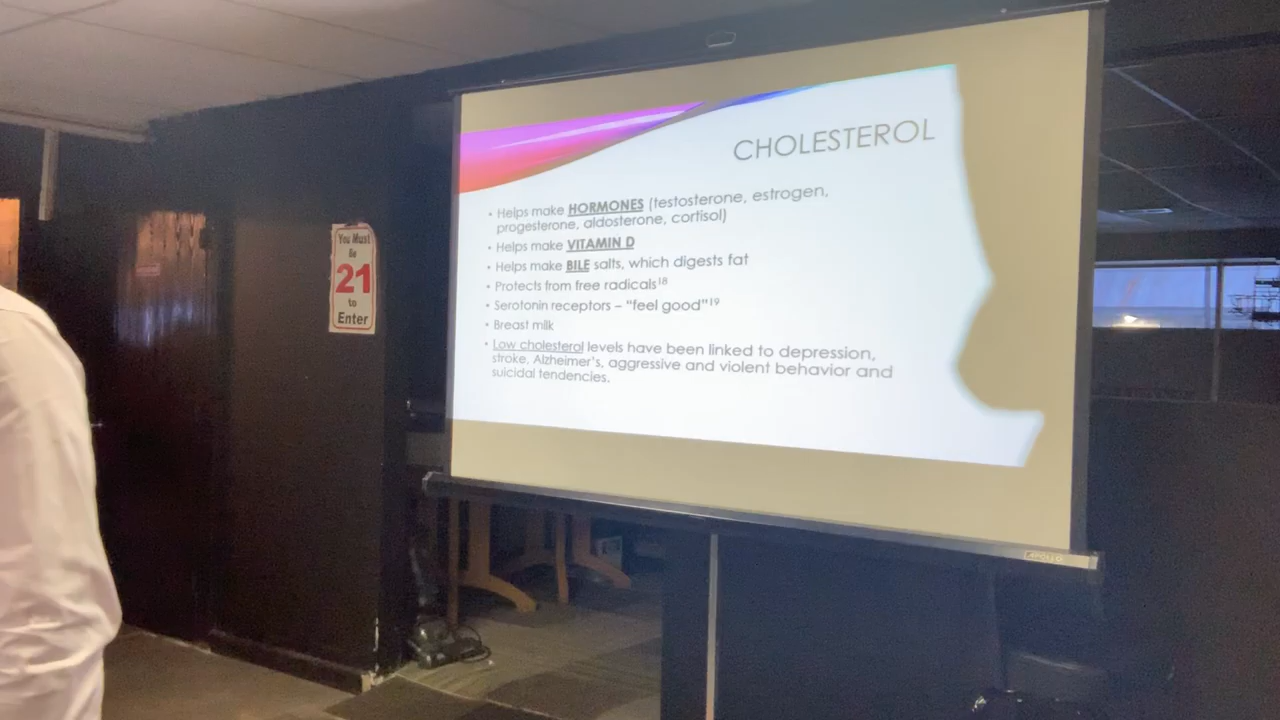 You Must
Be
21
to
Enter
CHOLESTEROL
• Helps make HORMONES (testosterone, estrogen,
progesterone, aldosterone, cortisol)
• Helps make VITAMIN D
• Helps make BILE salts, which digests fat
• Protects from free radicals¹⁸
• Serotonin receptors – “feel good”¹⁹
• Breast milk
• Low cholesterol levels have been linked to depression,
stroke, Alzheimer’s, aggressive and violent behavior and
suicidal tendencies.
APOLLO